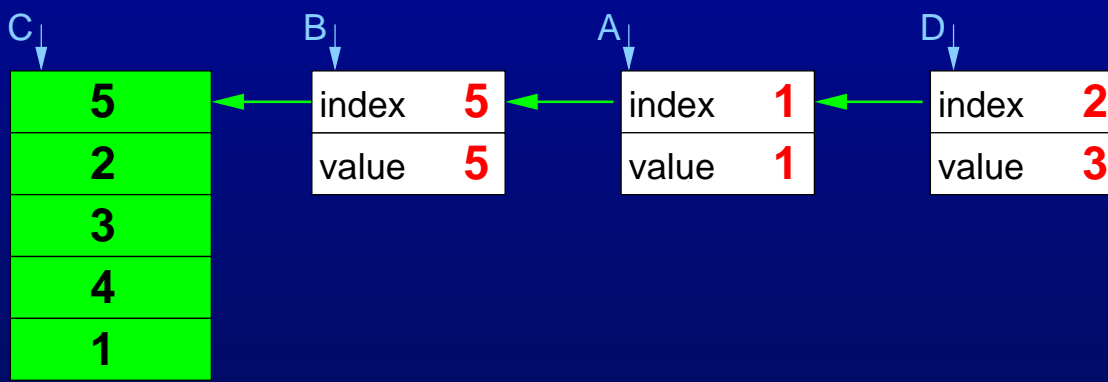 C B A D
5 index 5 index 1 index 2
2 value 5 value 1 value 3
3
4
1